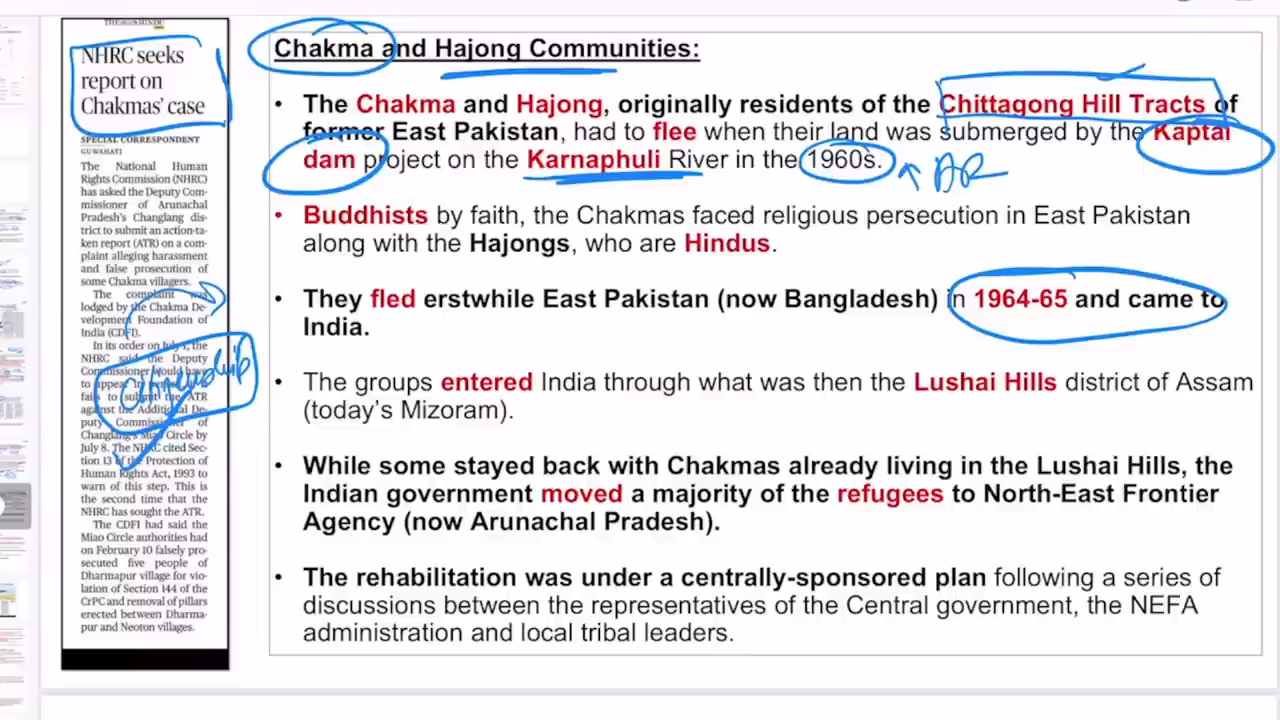 THE HINDU
NHRC seeks
report on
Chakmas' case
SPECIAL CORRESPONDENT
GUWAHATI
The National Human
Rights Commission (NHRC)
has asked the Deputy Com-
missioner of Arunachal
Pradesh's Changlang dis-
trict to submit an action-ta-
ken report (ATR) on a com-
plaint alleging harassment
and false prosecution of
some Chakma villagers.
The complaint was
lodged by the Chakma De-
velopment Foundation of
India (CDFI).
In its order on July 1, the
NHRC said the Deputy
Commissioner would have
to appear in person if he
fails to submit the ATR
against the Additional De-
puty Commissioner of
Changlang's Miao Circle by
July 8. The NHRC cited Sec-
tion 13 of the Protection of
Human Rights Act, 1993 to
warn of this step. This is
the second time that the
NHRC has sought the ATR.
The CDFI had said the
Miao Circle authorities had
on February 10 falsely pro-
secuted five people of
Dharmapur village for vio-
lation of Section 144 of the
CrPC and removal of pillars
erected between Dharma-
pur and Neoton villages.
Chakma and Hajong Communities:
• The Chakma and Hajong, originally residents of the Chittagong Hill Tracts of
former East Pakistan, had to flee when their land was submerged by the Kaptai
dam project on the Karnaphuli River in the 1960s.
AR
• Buddhists by faith, the Chakmas faced religious persecution in East Pakistan
along with the Hajongs, who are Hindus.
• They fled erstwhile East Pakistan (now Bangladesh) in 1964-65 and came to
India.
• The groups entered India through what was then the Lushai Hills district of Assam
(today's Mizoram).
• While some stayed back with Chakmas already living in the Lushai Hills, the
Indian government moved a majority of the refugees to North-East Frontier
Agency (now Arunachal Pradesh).
• The rehabilitation was under a centrally-sponsored plan following a series of
discussions between the representatives of the Central government, the NEFA
administration and local tribal leaders.